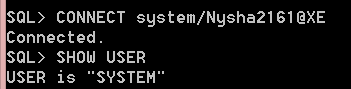 SQL> CONNECT system/Nysha2161@XE
Connected.
SQL> SHOW USER
USER is "SYSTEM"